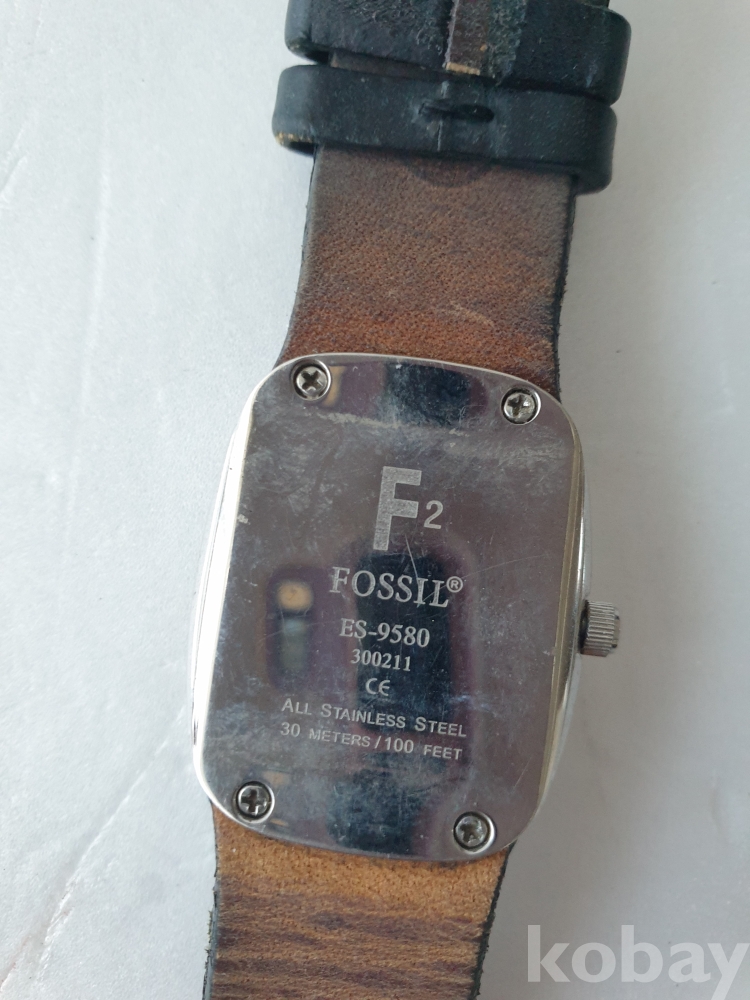 F2
FOSSIL®
ES-9580
300211
CE
ALL STAINLESS STEEL
30 METERS/100 FEET
kobay